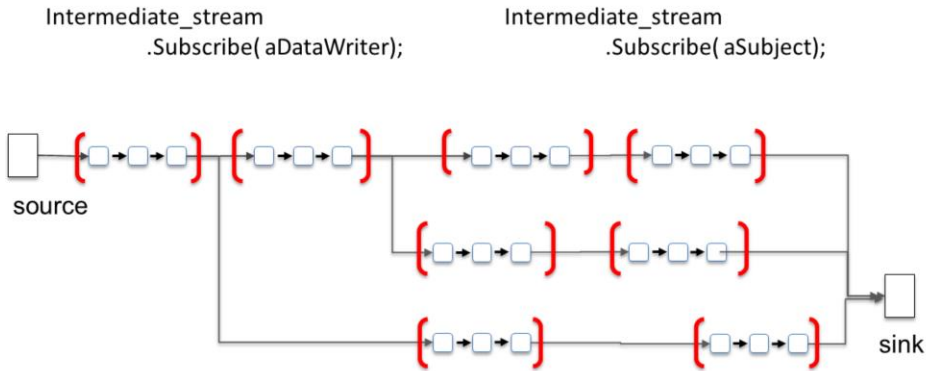 Intermediate_stream
.Subscribe( aDataWriter);
Intermediate_stream
.Subscribe( aSubject);
source
sink